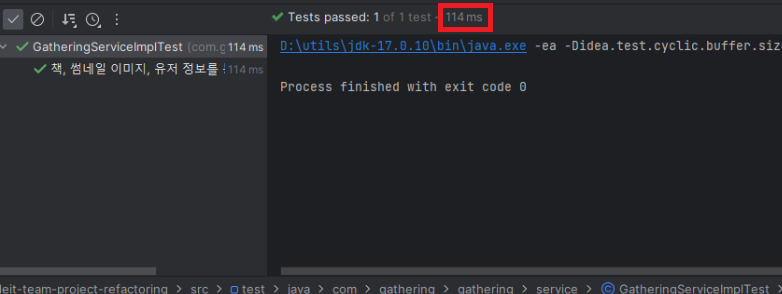 Tests passed: 1 of 1 test – 114 ms
GatheringServiceImplTest (com.g 114 ms
책, 썸네일 이미지, 유저 정보를 114 ms
D:\utils\jdk-17.0.10\bin\java.exe -ea -Didea.test.cyclic.buffer.size
Process finished with exit code 0
leit-team-project-refactoring > src > test > java > com > gathering > gathering > service > GatheringServiceImplTest